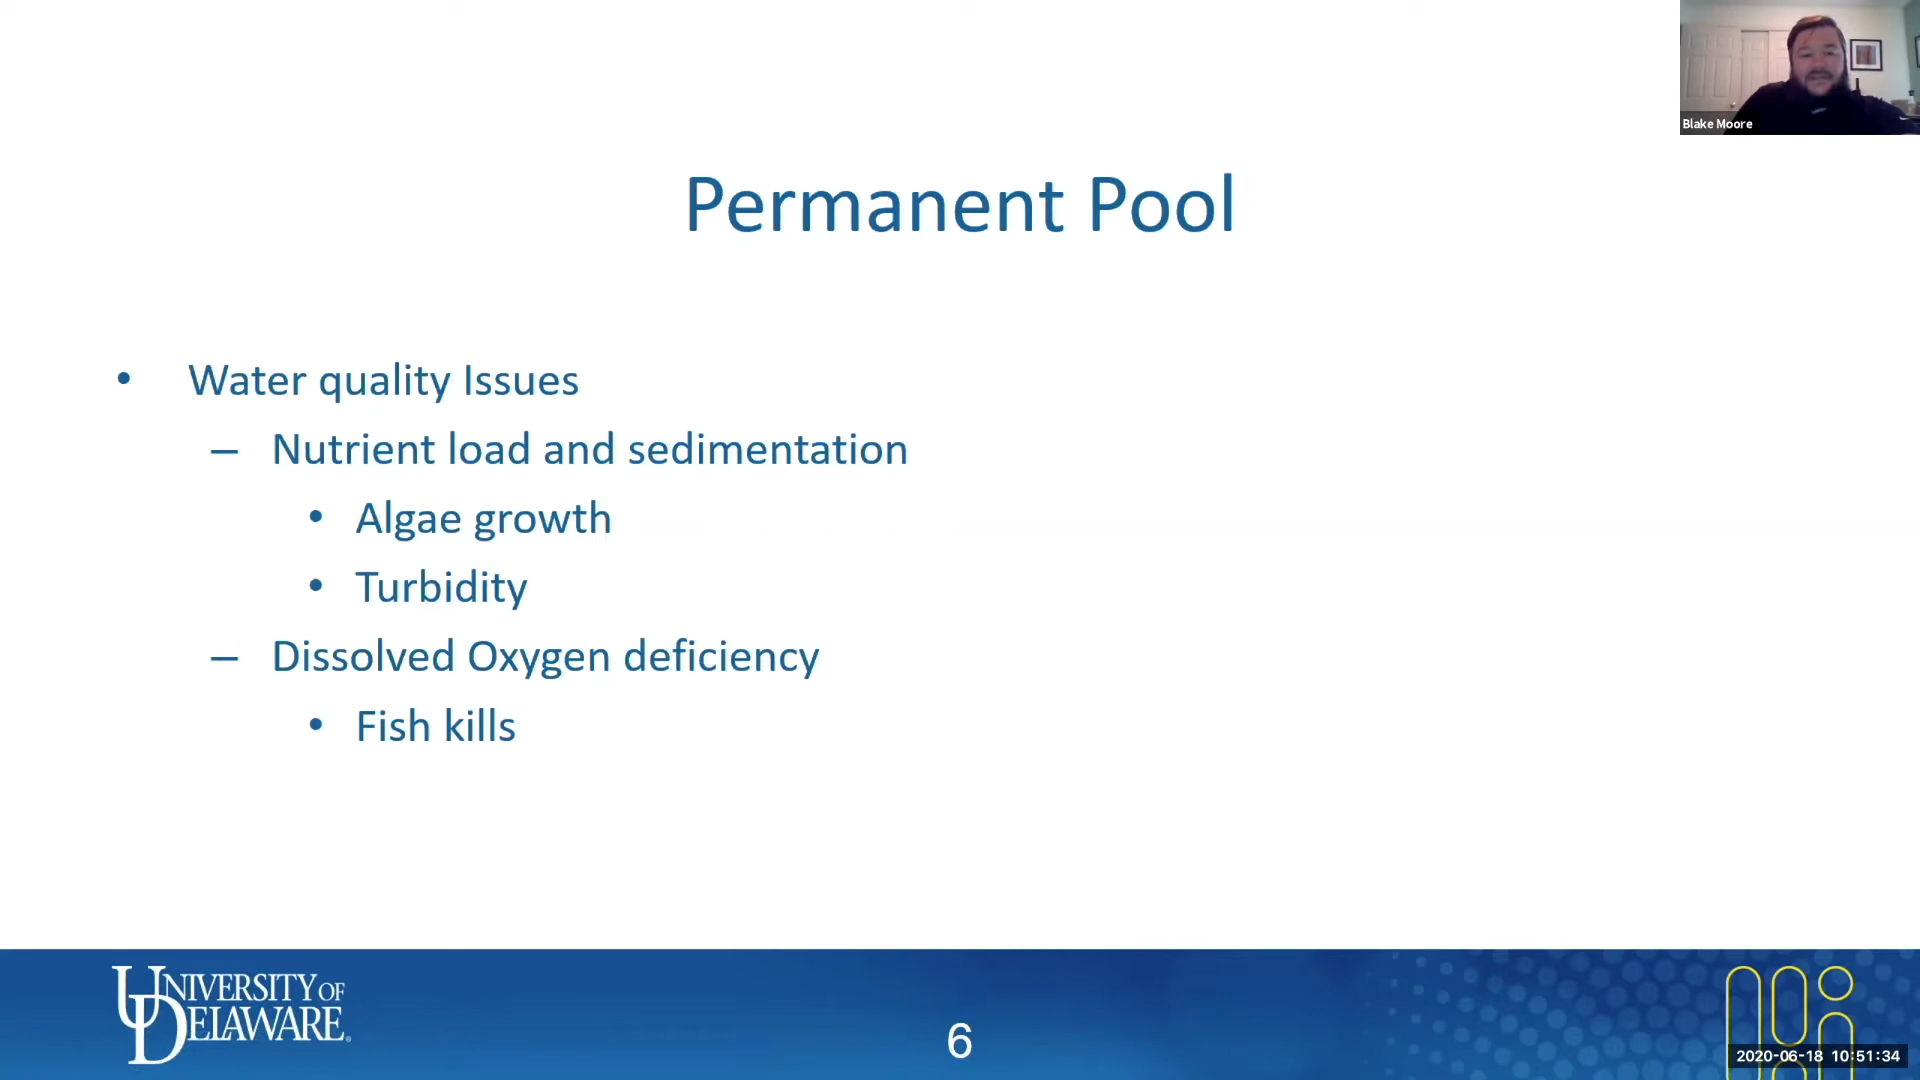 Blake Moore
Permanent Pool
• Water quality Issues
– Nutrient load and sedimentation
• Algae growth
• Turbidity
– Dissolved Oxygen deficiency
• Fish kills
UNIVERSITY OF
DELAWARE
6
2020-06-18 10:51:34